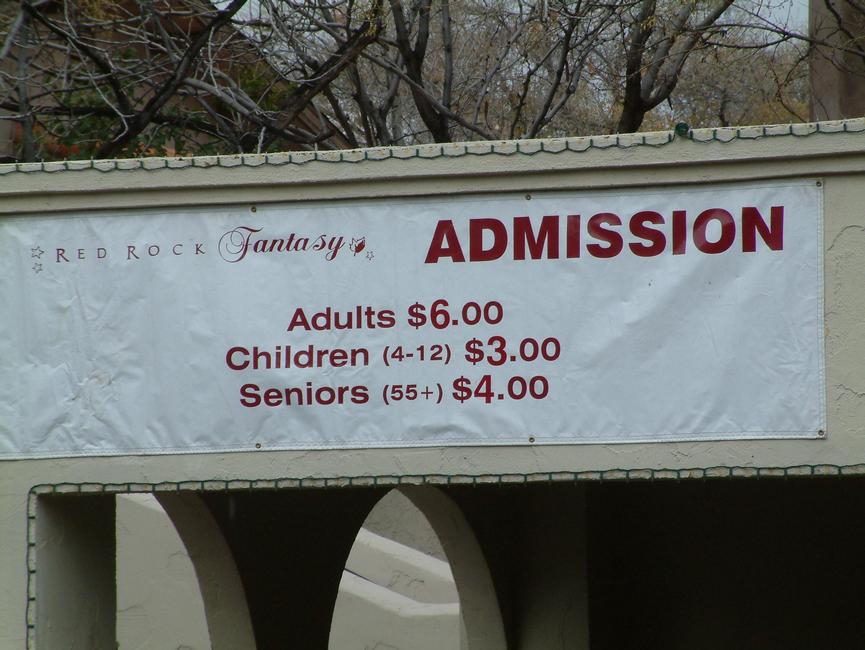 RED ROCK Fantasy
ADMISSION
Adults $6.00
Children (4-12) $3.00
Seniors (55+) $4.00